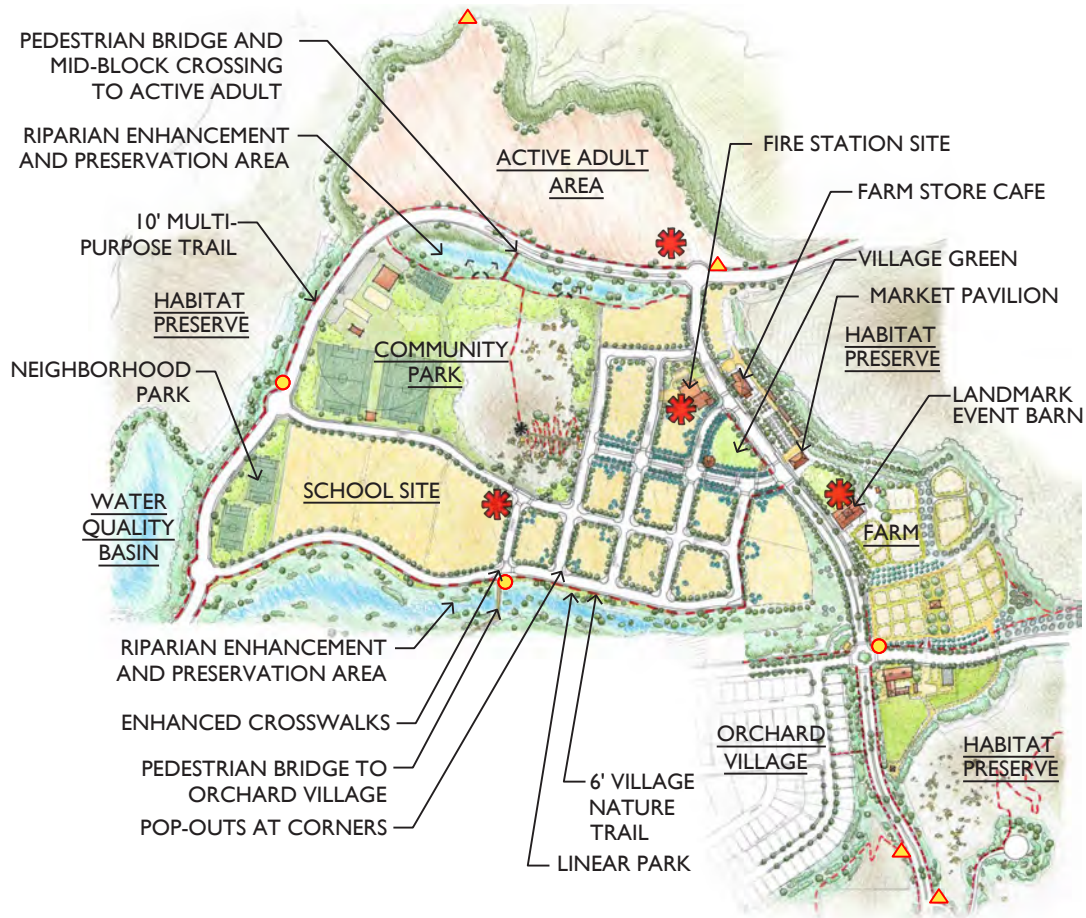 PEDESTRIAN BRIDGE AND
MID-BLOCK CROSSING
TO ACTIVE ADULT
RIPARIAN ENHANCEMENT
AND PRESERVATION AREA
10' MULTI-
PURPOSE TRAIL
HABITAT
PRESERVE
NEIGHBORHOOD
PARK
WATER
QUALITY
BASIN
ACTIVE ADULT
AREA
COMMUNITY
PARK
SCHOOL SITE
FIRE STATION SITE
FARM STORE CAFE
VILLAGE GREEN
MARKET PAVILION
HABITAT
PRESERVE
LANDMARK
EVENT BARN
FARM
RIPARIAN ENHANCEMENT
AND PRESERVATION AREA
ENHANCED CROSSWALKS
PEDESTRIAN BRIDGE TO
ORCHARD VILLAGE
POP-OUTS AT CORNERS
6' VILLAGE
NATURE
TRAIL
LINEAR PARK
ORCHARD
VILLAGE
HABITAT
PRESERVE